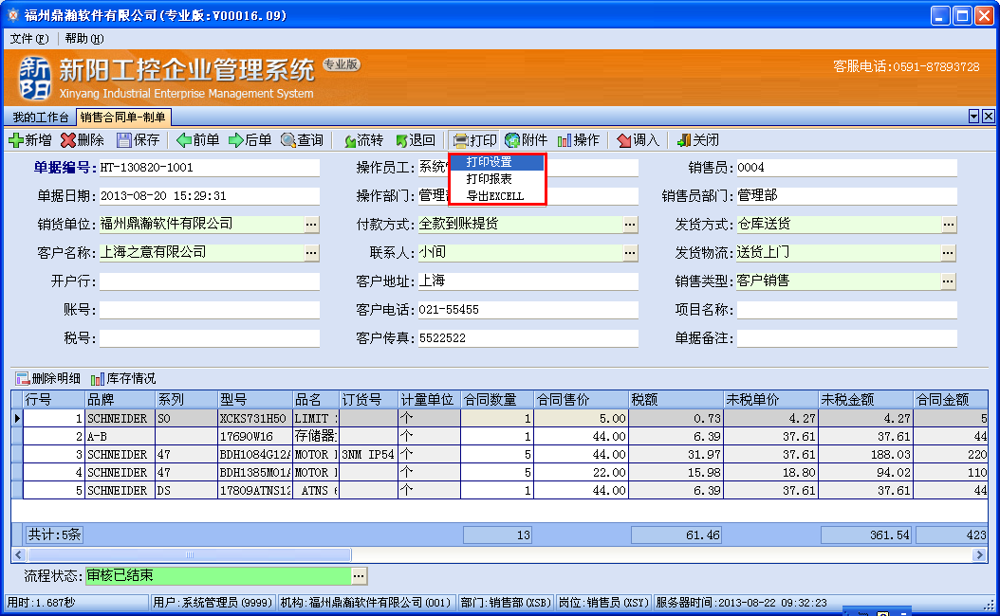 福州鼎瀚软件有限公司(专业版:V00016.09)
文件(F) 帮助(H)
新阳 新阳工控企业管理系统 专业版
Xinyang Industrial Enterprise Management System
客服电话:0591-87893728
我的工作台 销售合同单-制单
新增 删除 保存 前单 后单 查询 流转 退回 打印 附件 操作 调入 关闭
打印设置
打印报表
导出EXCELL
单据编号: HT-130820-1001 操作员工: 系统 销售员: 0004
单据日期: 2013-08-20 15:29:31 操作部门: 管理 销售员部门: 管理部
销货单位: 福州鼎瀚软件有限公司 ... 付款方式: 全款到账提货 ... 发货方式: 仓库送货 ...
客户名称: 上海之意有限公司 ... 联系人: 小间 ... 发货物流: 送货上门 ...
开户行: 客户地址: 上海 销售类型: 客户销售 ...
账号: 客户电话: 021-55455 项目名称:
税号: 客户传真: 5522522 单据备注:
删除明细 库存情况
行号 品牌 系列 型号 品名 订货号 计量单位 合同数量 合同售价 税额 未税单价 未税金额 合同金额
1 SCHNEIDER SO XCKS731H50 LIMIT 个 1 5.00 0.73 4.27 4.27 5
2 A-B 17690W16 存储器 个 1 44.00 6.39 37.61 37.61 44
3 SCHNEIDER 47 BDH1084G12 MOTOR 3NM IP54 个 5 44.00 31.97 37.61 188.03 220
4 SCHNEIDER 47 BDH1385M01 MOTOR 个 5 22.00 15.98 18.80 94.02 110
5 SCHNEIDER DS 17809ATNS12 ATNS 个 1 44.00 6.39 37.61 37.61 44
共计:5条 13 61.46 361.54 423
流程状态: 审核已结束 ...
用时:1.687秒 用户:系统管理员(9999) 机构:福州鼎瀚软件有限公司(001) 部门:销售部(XSB) 岗位:销售员(XSY) 服务器时间:2013-08-22 09:32:23